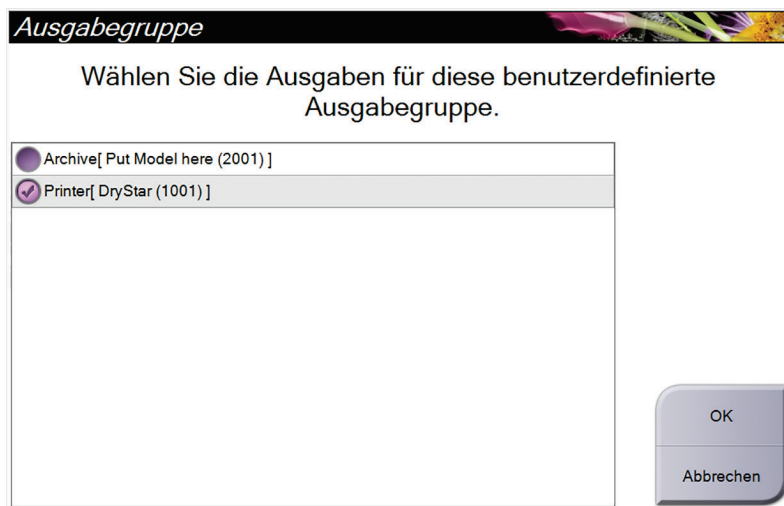 Ausgabegruppe
Wählen Sie die Ausgaben für diese benutzerdefinierte
Ausgabegruppe.
Archive[ Put Model here (2001) ]
Printer[ DryStar (1001) ]
OK
Abbrechen